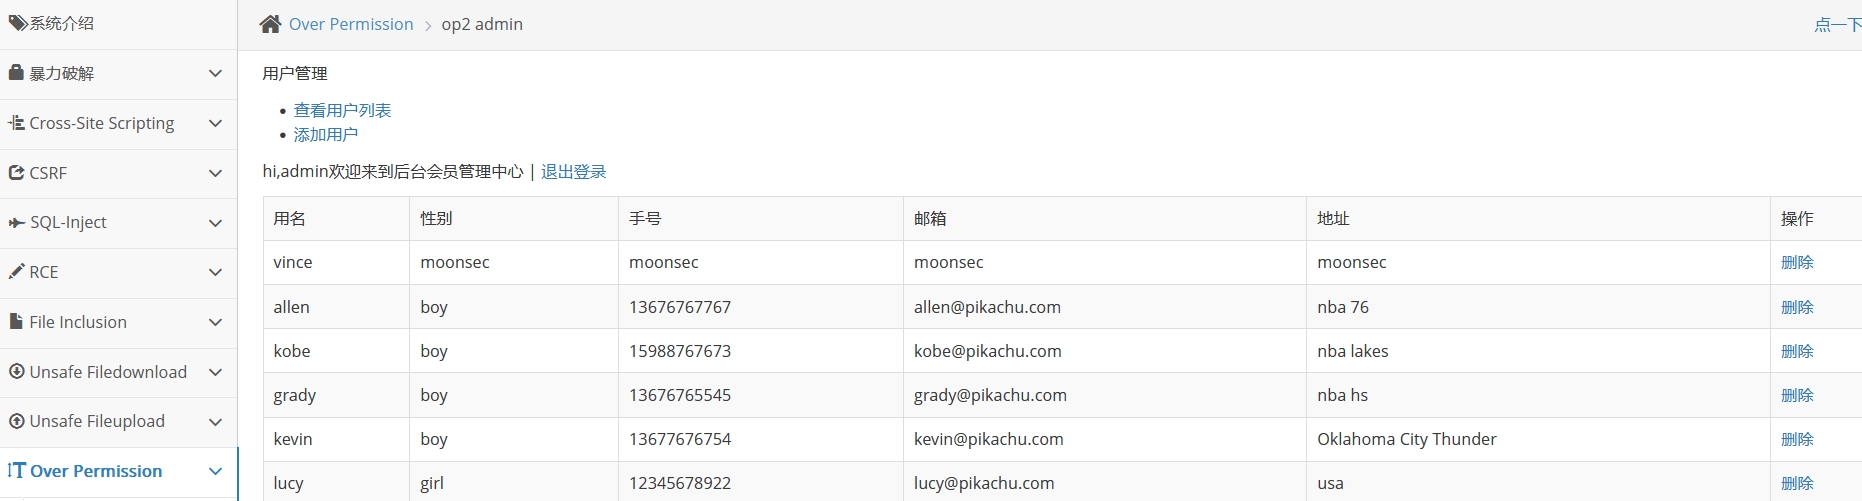 系统介绍
暴力破解
Cross-Site Scripting
CSRF
SQL-Inject
RCE
File Inclusion
Unsafe Filedownload
Unsafe Fileupload
Over Permission
Over Permission > op2 admin
点一下
用户管理
查看用户列表
添加用户
hi,admin欢迎来到后台会员管理中心 | 退出登录
用名 性别 手号 邮箱 地址 操作
vince moonsec moonsec moonsec moonsec 删除
allen boy 13676767767 allen@pikachu.com nba 76 删除
kobe boy 15988767673 kobe@pikachu.com nba lakes 删除
grady boy 13676765545 grady@pikachu.com nba hs 删除
kevin boy 13677676754 kevin@pikachu.com Oklahoma City Thunder 删除
lucy girl 12345678922 lucy@pikachu.com usa 删除